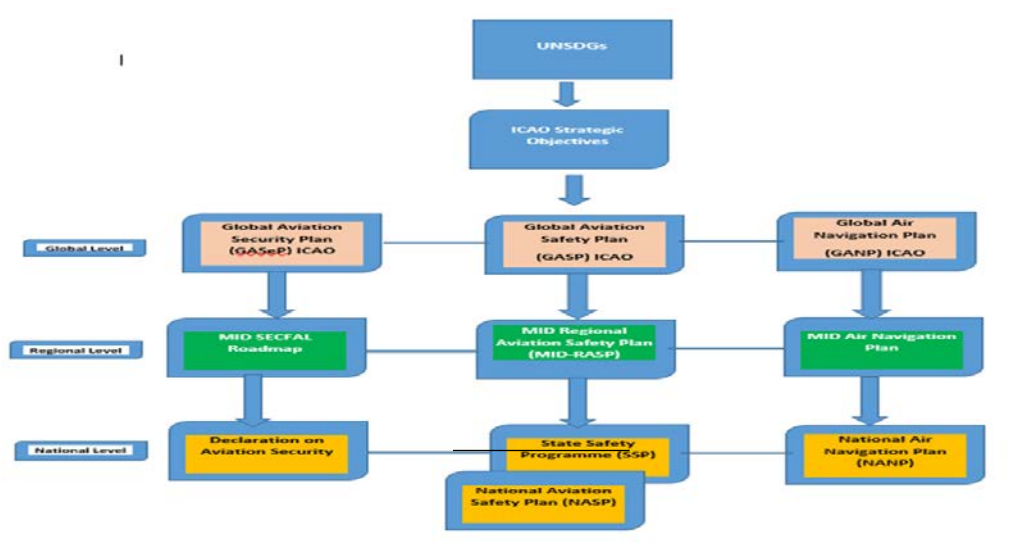 UNSDGs
ICAO Strategic
Objectives
Global Level
Global Aviation
Security Plan
(GASeP) ICAO
Global Aviation
Safety Plan
(GASP) ICAO
Global Air
Navigation Plan
(GANP) ICAO
Regional Level
MID SECFAL
Roadmap
MID Regional
Aviation Safety Plan
(MID-RASP)
MID Air Navigation
Plan
National Level
Declaration on
Aviation Security
State Safety
Programme (SSP)
National Air
Navigation Plan
(NANP)
National Aviation
Safety Plan (NASP)